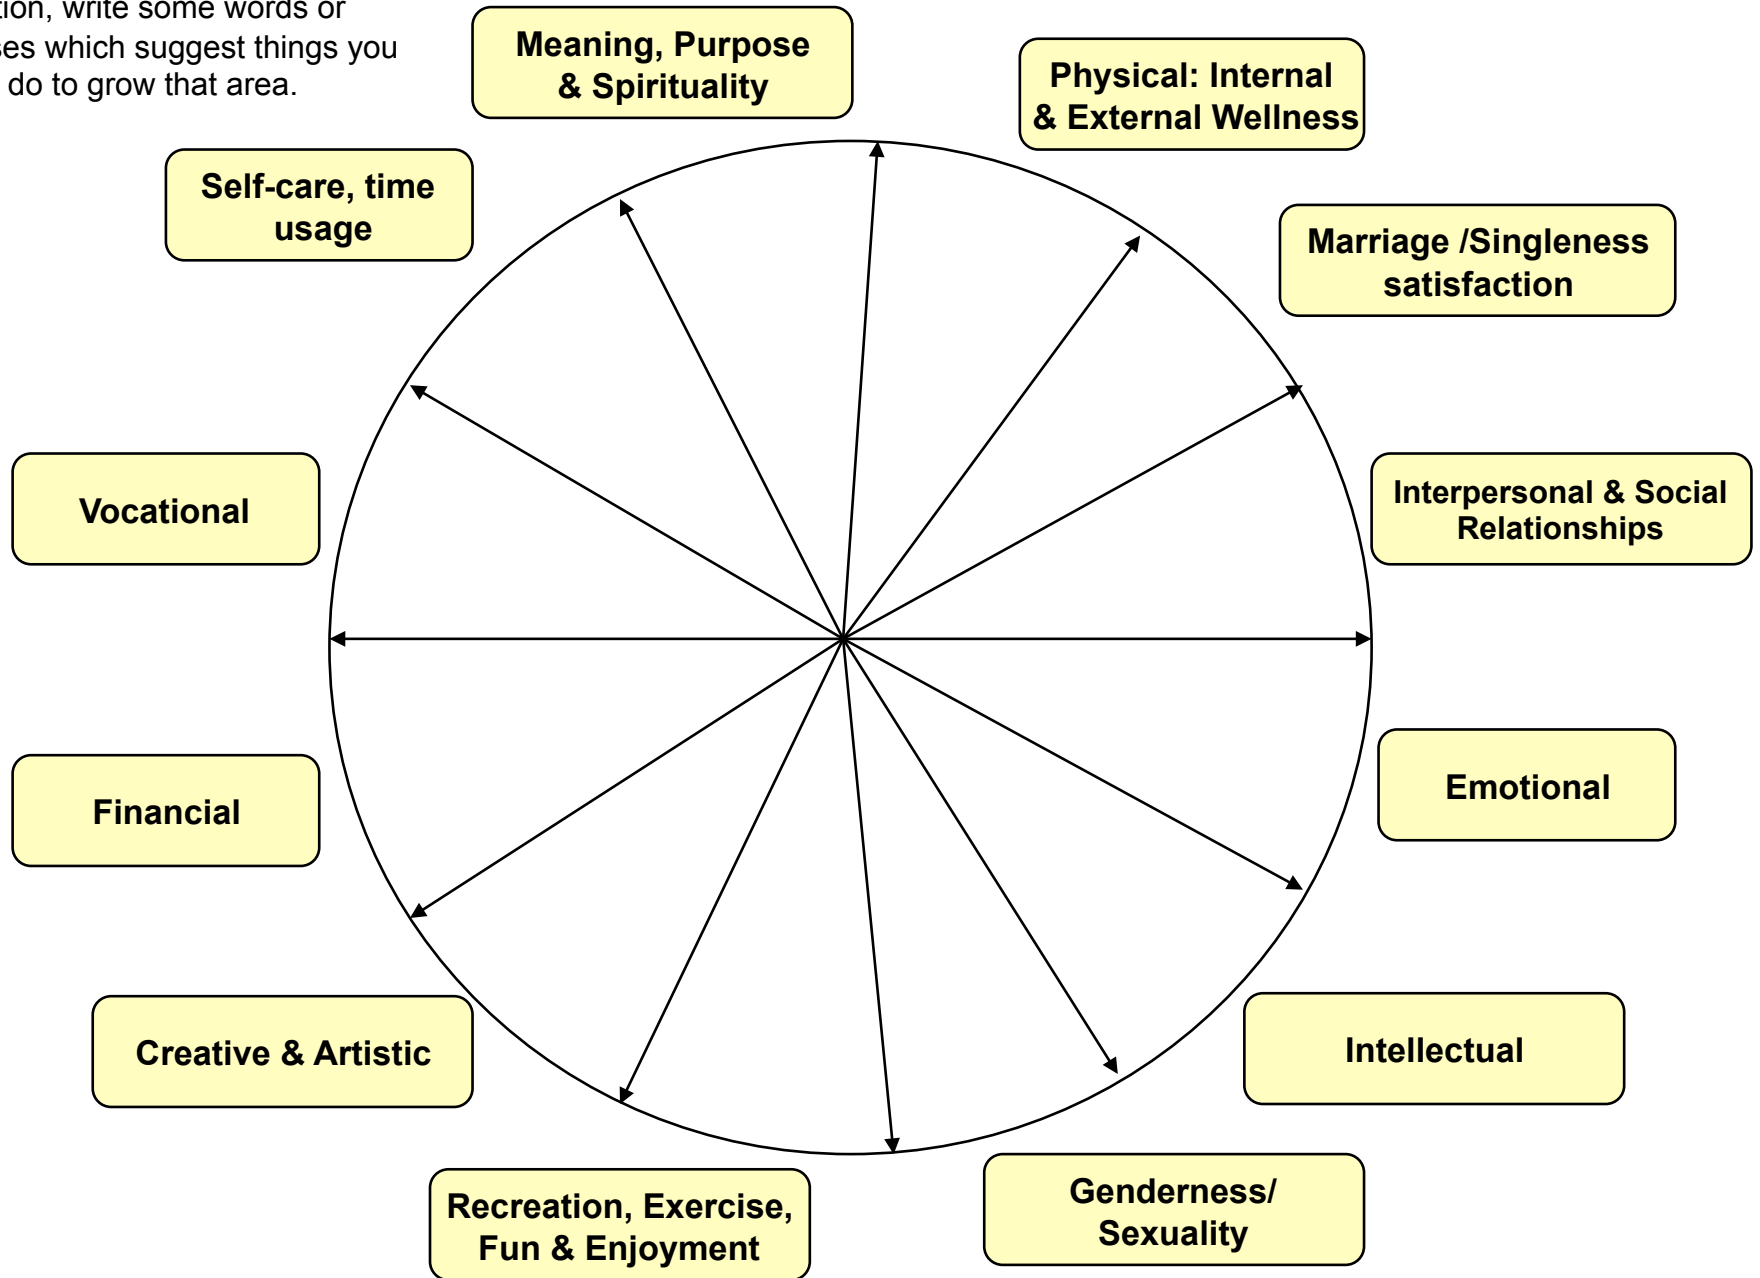 write some words or
which suggest things you
do to grow that area.
Meaning, Purpose
& Spirituality
Physical: Internal
& External Wellness
Self-care, time
usage
Marriage /Singleness
satisfaction
Vocational
Interpersonal & Social
Relationships
Financial
Emotional
Creative & Artistic
Intellectual
Recreation, Exercise,
Fun & Enjoyment
Genderness/
Sexuality